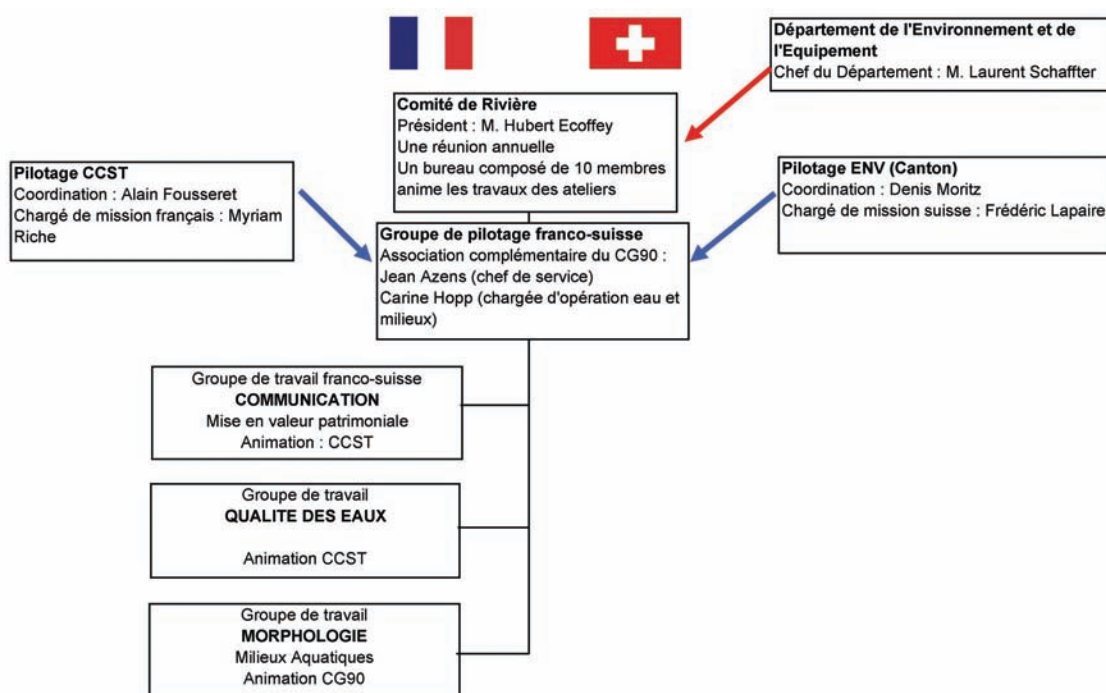 Département de l'Environnement et de
l'Equipement
Chef du Département : M. Laurent Schaffter
Comité de Rivière
Président : M. Hubert Ecoffey
Une réunion annuelle
Un bureau composé de 10 membres
anime les travaux des ateliers
Pilotage CCST
Coordination : Alain Fousseret
Chargé de mission français : Myriam
Riche
Pilotage ENV (Canton)
Coordination : Denis Moritz
Chargé de mission suisse : Frédéric Lapaire
Groupe de pilotage franco-suisse
Association complémentaire du CG90 :
Jean Azens (chef de service)
Carine Hopp (chargée d'opération eau et
milieux)
Groupe de travail franco-suisse
COMMUNICATION
Mise en valeur patrimoniale
Animation : CCST
Groupe de travail
QUALITE DES EAUX
Animation CCST
Groupe de travail
MORPHOLOGIE
Milieux Aquatiques
Animation CG90